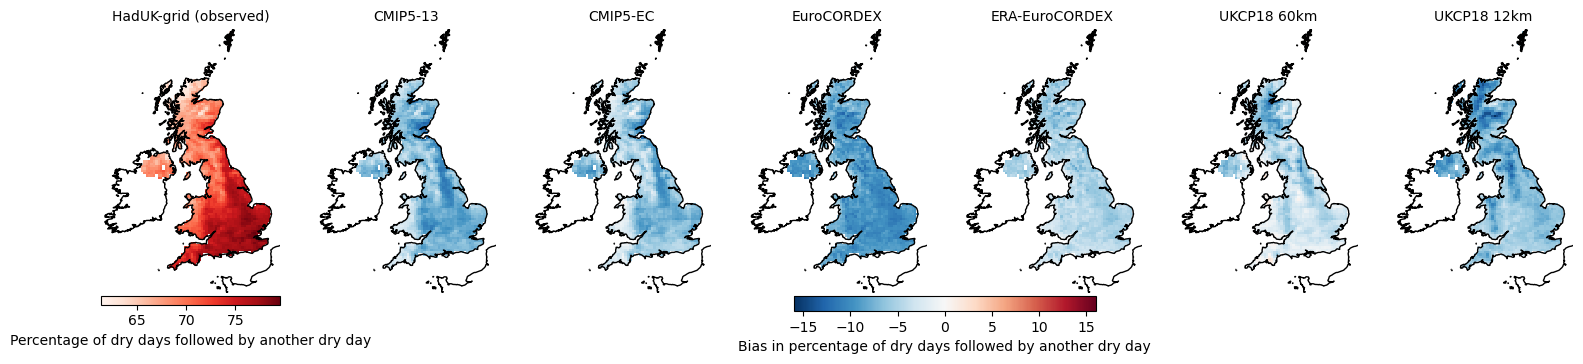 HadUK-grid (observed) CMIP5-13 CMIP5-EC EuroCORDEX ERA-EuroCORDEX UKCP18 60km UKCP18 12km
65 70 75
Percentage of dry days followed by another dry day
−15 −10 −5 0 5 10 15
Bias in percentage of dry days followed by another dry day